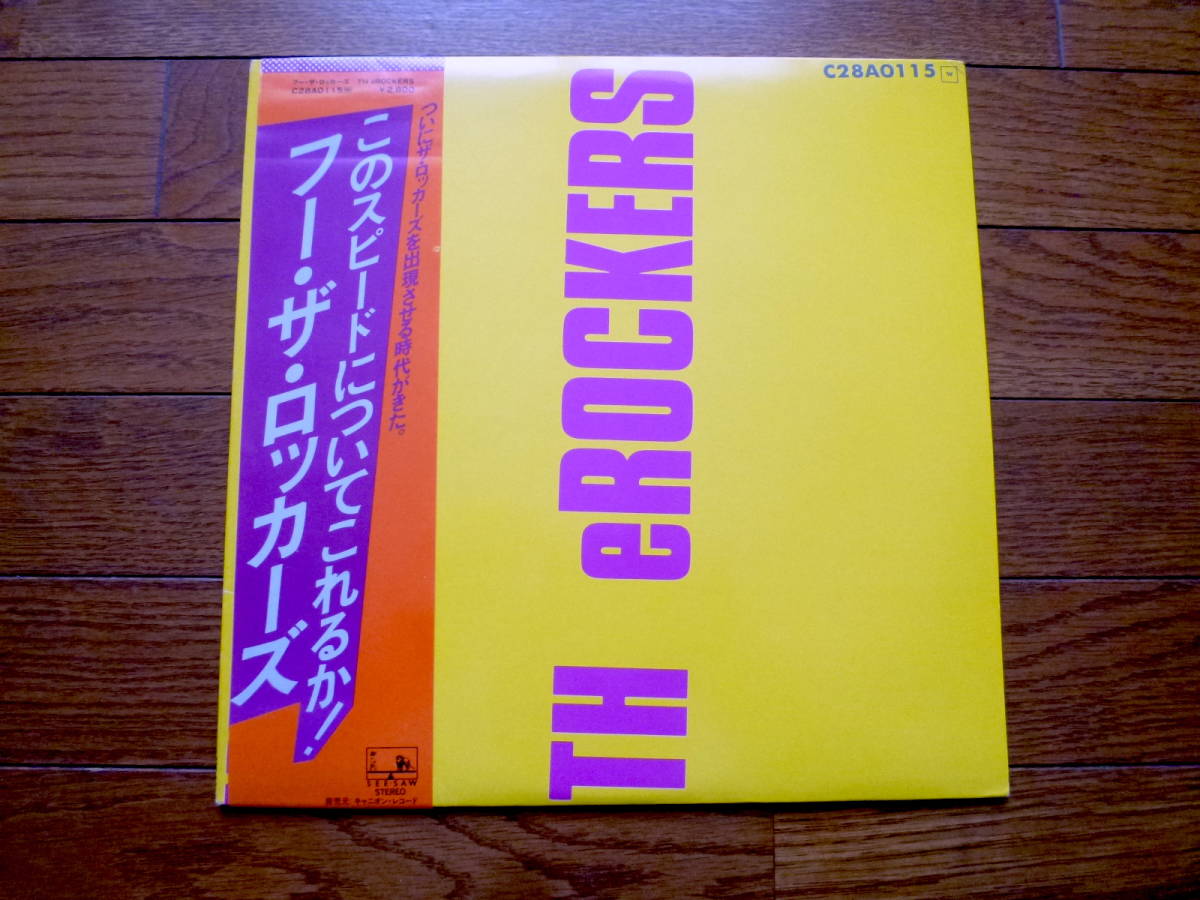 フー・ザ・ロッカーズ TH eROCKERS
C28A0115(W) ¥2,800
ついにザ・ロッカーズを出現させる時代がきた。
このスピードについてこれるか!
フー・ザ・ロッカーズ
SEESAW
STEREO
発売元:キャニオン・レコード
TH eROCKERS
C28A0115 W